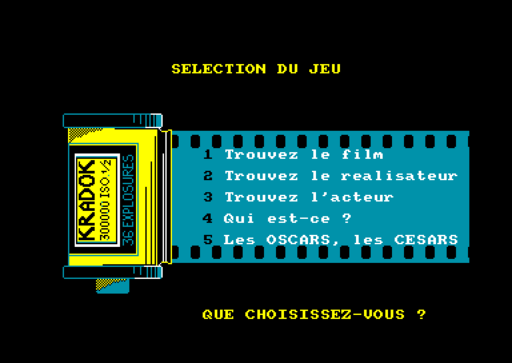 SELECTION DU JEU
KRADOK
300000 ISO.½
36 EXPLOSURES
1 Trouvez le film
2 Trouvez le realisateur
3 Trouvez l'acteur
4 Qui est-ce ?
5 Les OSCARS, les CESARS
QUE CHOISISSEZ-VOUS ?